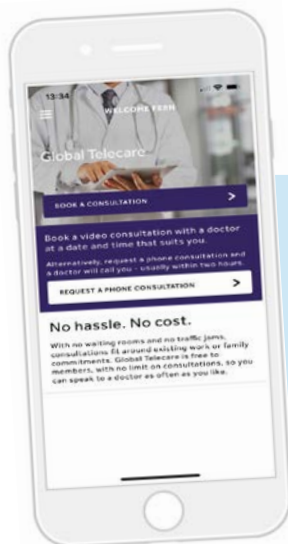 13:34
WELCOME FERN
Global Telecare
BOOK A CONSULTATION
Book a video consultation with a doctor
at a date and time that suits you.
Alternatively, request a phone consultation and
a doctor will call you - usually within two hours.
REQUEST A PHONE CONSULTATION
No hassle. No cost.
With no waiting rooms and no traffic jams,
consultations fit around existing work or family
commitments. Global Telecare is free to
members, with no limit on consultations, so you
can speak to a doctor as often as you like.